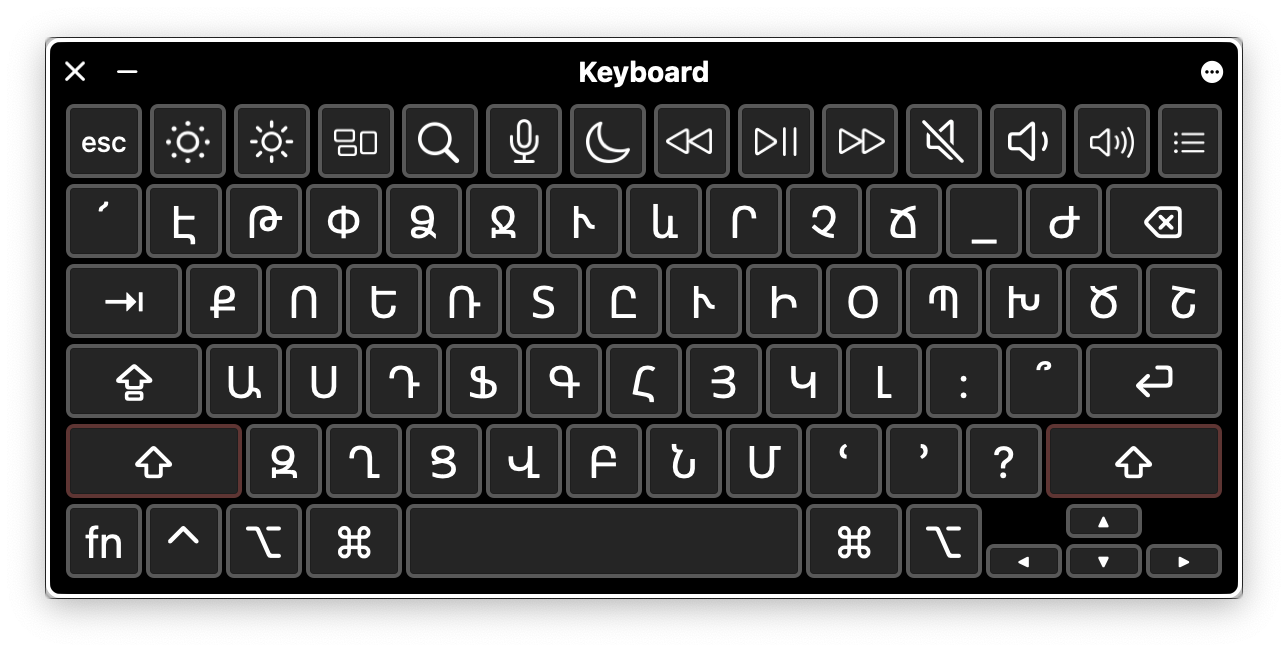 Keyboard
esc
՛ Է Թ Փ Ձ Ջ Ւ և Ր Չ Ճ _ Ժ
Ք Ո Ե Ռ Տ Ը Ւ Ի Օ Պ Խ Ծ Շ
Ա Ս Դ Ֆ Գ Հ Յ Կ Լ : ՞
Զ Ղ Ց Վ Բ Ն Մ ‘ ’ ?
fn